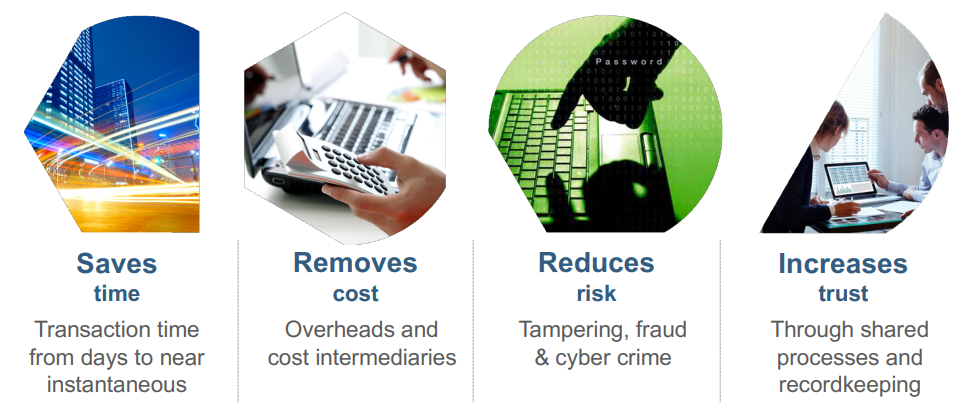 Password
Saves
time
Transaction time
from days to near
instantaneous
Removes
cost
Overheads and
cost intermediaries
Reduces
risk
Tampering, fraud
& cyber crime
Increases
trust
Through shared
processes and
recordkeeping